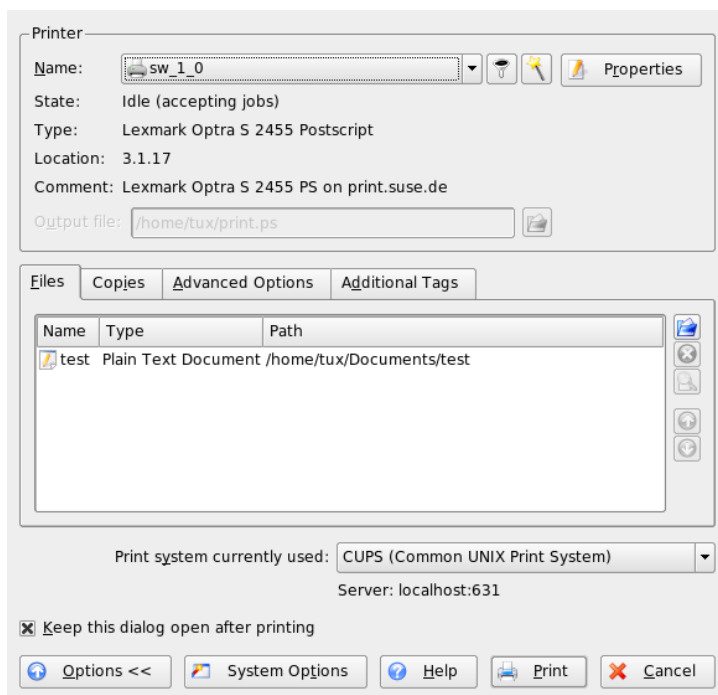 Printer
Name: sw_1_0 Properties
State: Idle (accepting jobs)
Type: Lexmark Optra S 2455 Postscript
Location: 3.1.17
Comment: Lexmark Optra S 2455 PS on print.suse.de
Output file: /home/tux/print.ps
Files Copies Advanced Options Additional Tags
Name Type Path
test Plain Text Document /home/tux/Documents/test
Print system currently used: CUPS (Common UNIX Print System)
Server: localhost:631
Keep this dialog open after printing
Options << System Options Help Print Cancel